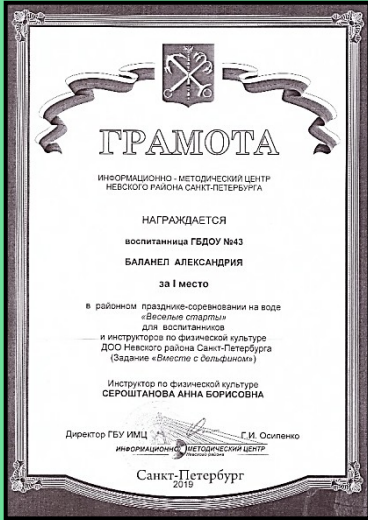 ГРАМОТА
ИНФОРМАЦИОННО - МЕТОДИЧЕСКИЙ ЦЕНТР
НЕВСКОГО РАЙОНА САНКТ-ПЕТЕРБУРГА
НАГРАЖДАЕТСЯ
воспитанница ГБДОУ №43
БАЛАНЕЛ АЛЕКСАНДРИЯ
за I место
в районном празднике-соревновании на воде
«Веселые старты»
для воспитанников
и инструкторов по физической культуре
ДОО Невского района Санкт-Петербурга
(Задание «Вместе с дельфином»)
Инструктор по физической культуре
СЕРОШТАНОВА АННА БОРИСОВНА
Директор ГБУ ИМЦ Г.И. Осипенко
ИНФОРМАЦИОННО МЕТОДИЧЕСКИЙ ЦЕНТР
Невского района
Санкт-Петербург
2019